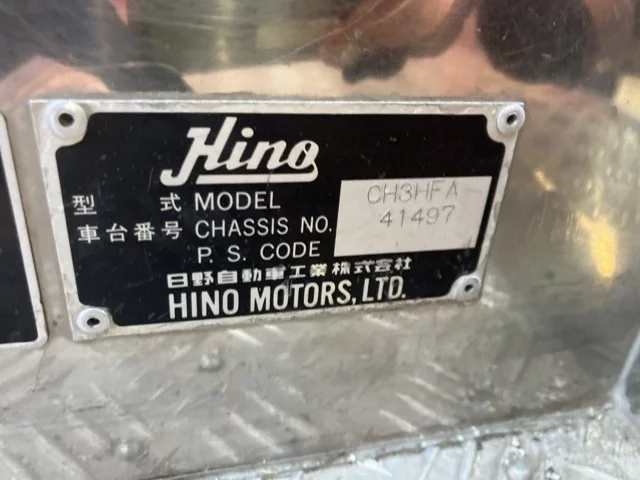 Hino
型 式 MODEL CH3HFA
車台番号 CHASSIS NO. 41497
P. S. CODE
日野自動車工業株式会社
HINO MOTORS, LTD.